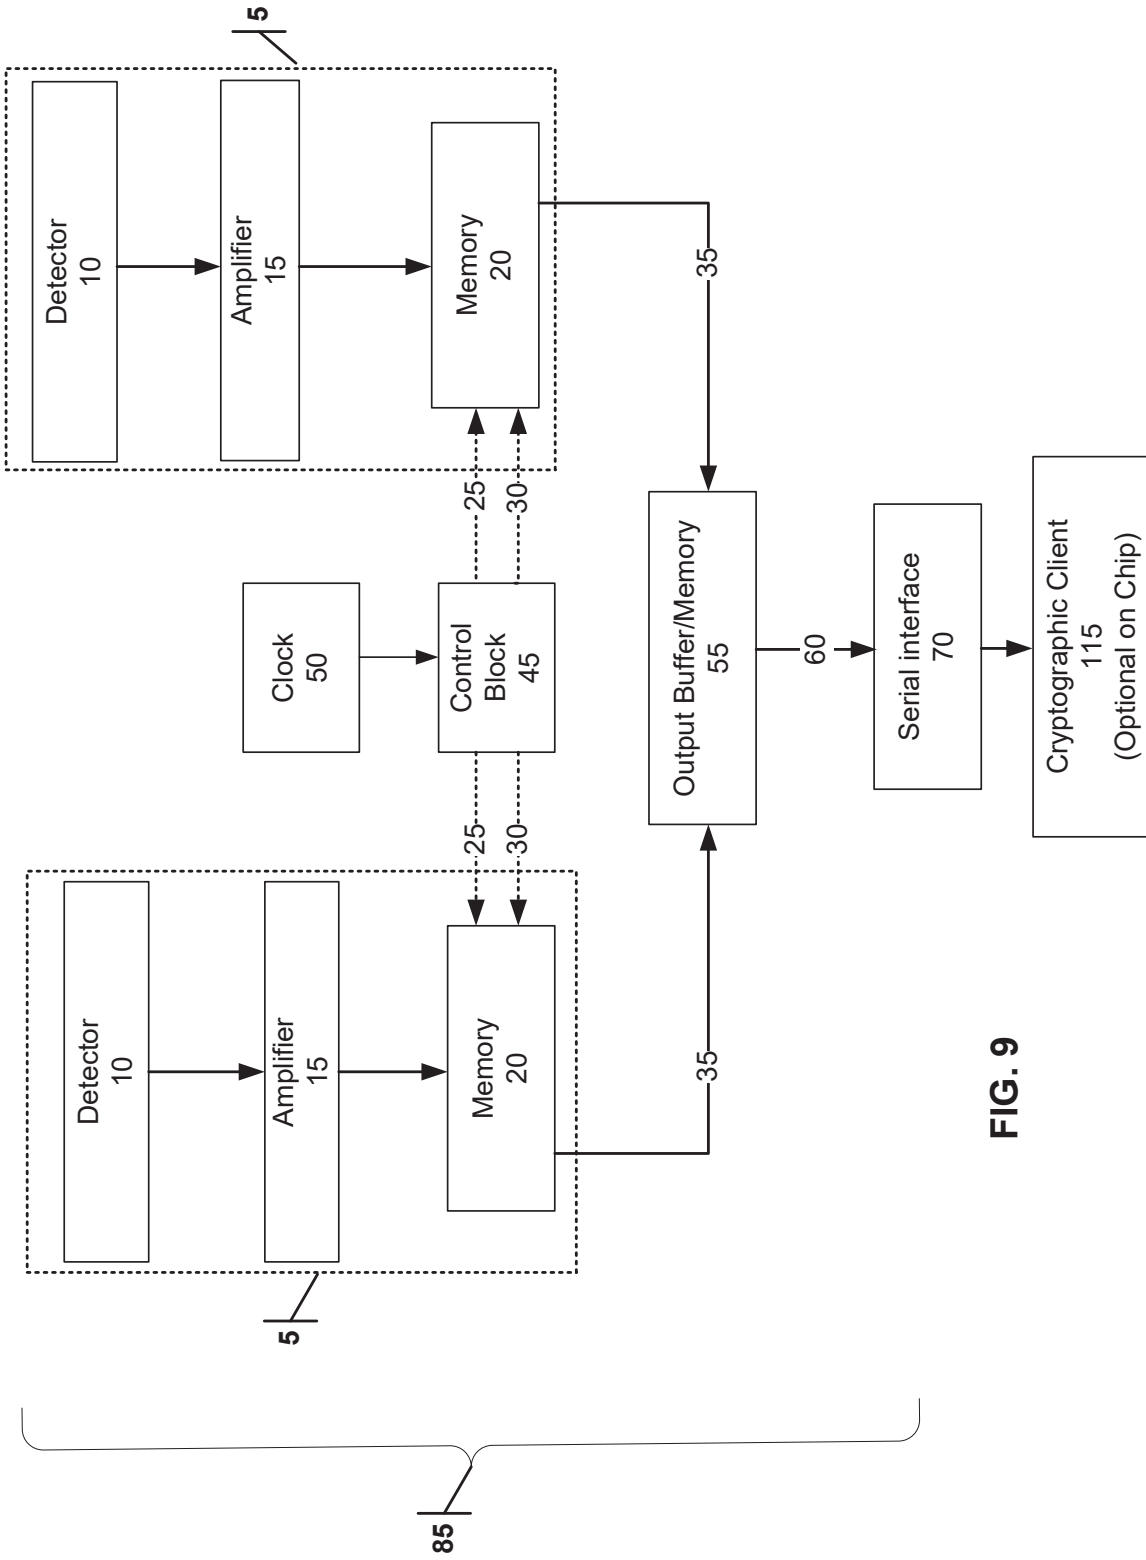 85
5
Detector
10
Amplifier
15
Memory
20
25
30
Clock
50
Control
Block
45
25
30
5
Detector
10
Amplifier
15
Memory
20
35
35
Output Buffer/Memory
55
60
Serial interface
70
Cryptographic Client
115
(Optional on Chip)
FIG. 9